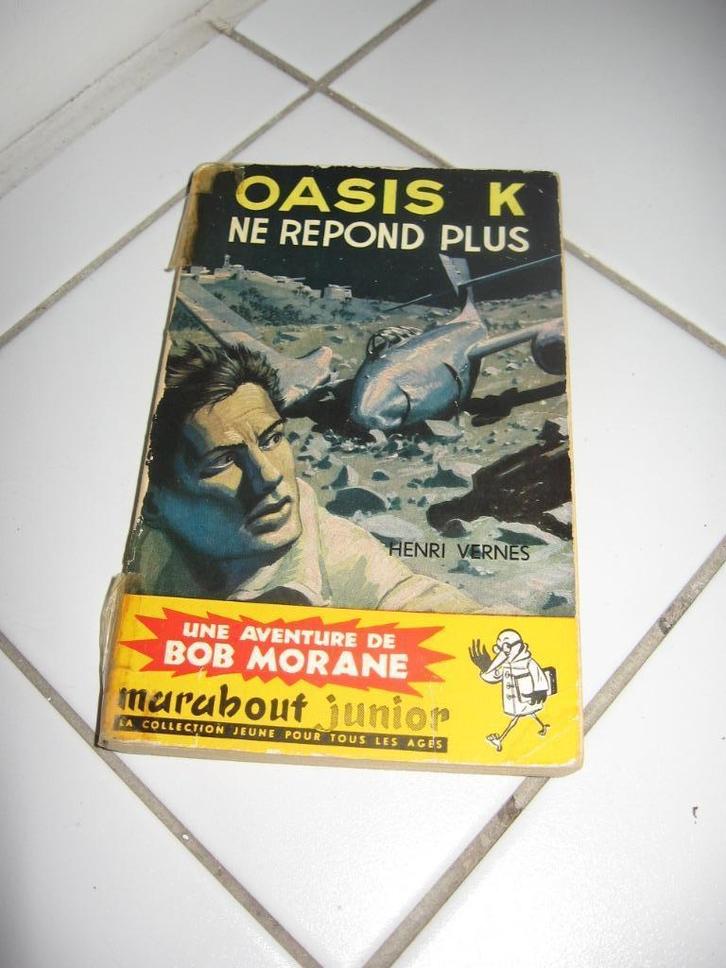 OASIS K
NE REPOND PLUS
HENRI VERNES
UNE AVENTURE DE
BOB MORANE
marabout junior
LA COLLECTION JEUNE POUR TOUS LES AGES